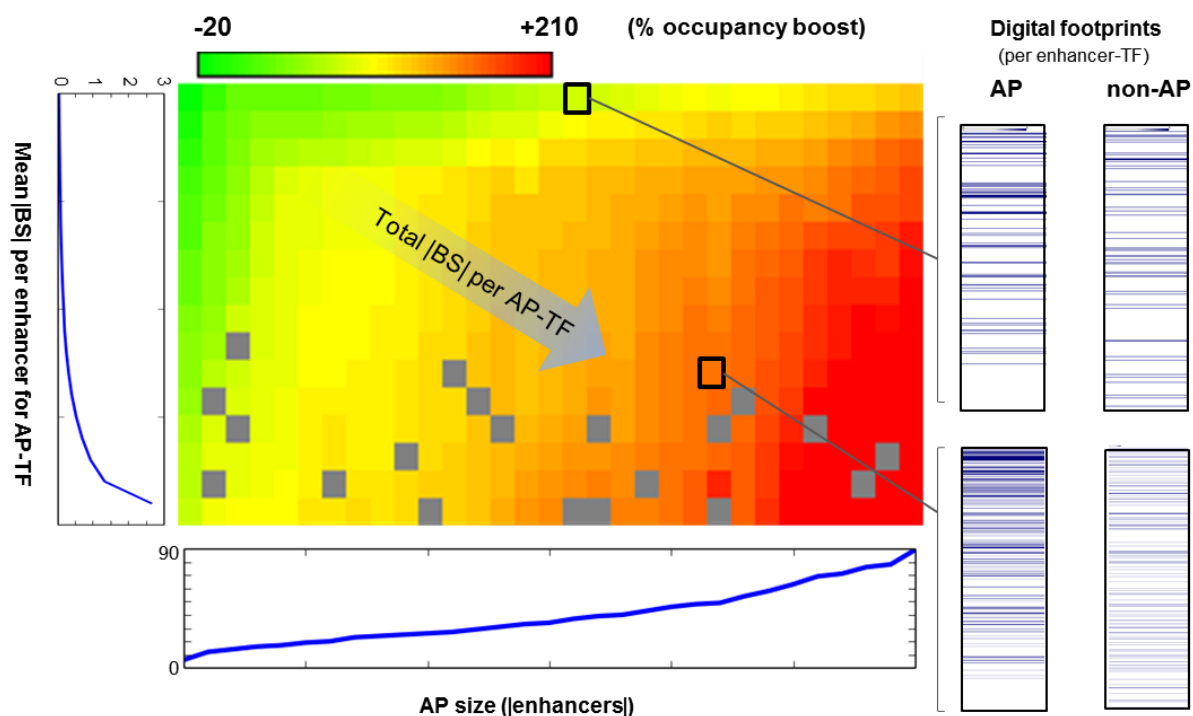 -20
+210
(% occupancy boost)
Digital footprints
(per enhancer-TF)
AP
non-AP
0 1 2 3
Mean |BS| per enhancer for AP-TF
Total |BS| per AP-TF
90
0
AP size (|enhancers|)